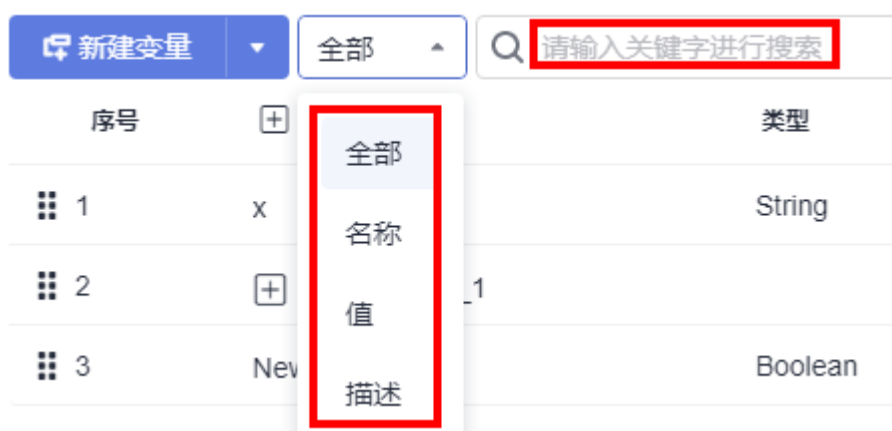 新建变量 全部 请输入关键字进行搜索
序号 类型
全部
1 x String
名称
2 _1
值
3 New Boolean
描述